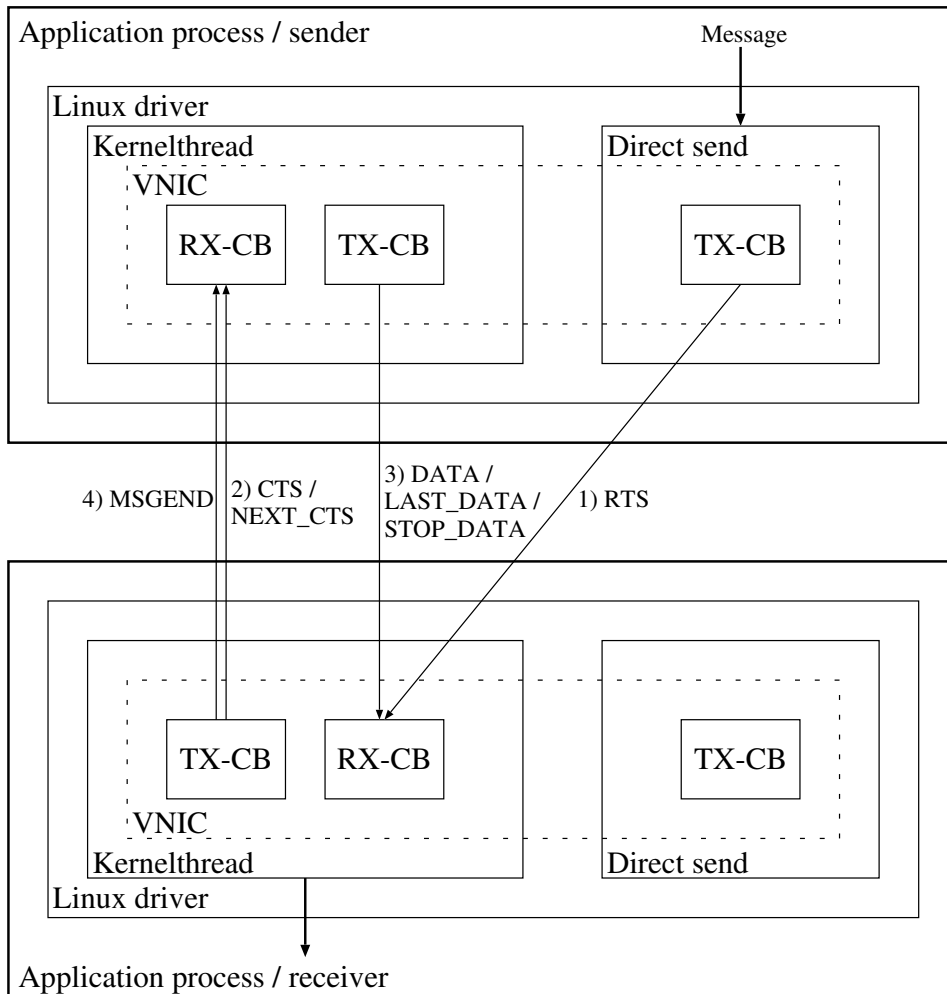 Application process / sender
Message
Linux driver
Kernelthread
Direct send
VNIC
RX-CB
TX-CB
TX-CB
4) MSGEND
2) CTS /
NEXT_CTS
3) DATA /
LAST_DATA /
STOP_DATA
1) RTS
TX-CB
RX-CB
TX-CB
VNIC
Kernelthread
Direct send
Linux driver
Application process / receiver